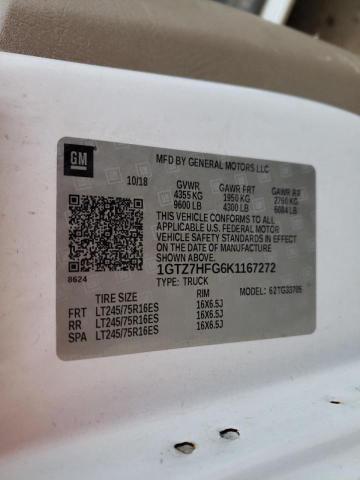 GM
MFD BY GENERAL MOTORS LLC
10/18 GVWR GAWR FRT GAWR RR
4355 KG 1950 KG 2760 KG
9600 LB 4300 LB 6084 LB
THIS VEHICLE CONFORMS TO ALL
APPLICABLE U.S. FEDERAL MOTOR
VEHICLE SAFETY STANDARDS IN
EFFECT ON THE DATE OF
MANUFACTURE SHOWN ABOVE.
8624 1GTZ7HFG6K1167272
TYPE: TRUCK
MODEL: 62TG33705
TIRE SIZE RIM
FRT LT245/75R16ES 16X6.5J
RR LT245/75R16ES 16X6.5J
SPA LT245/75R16ES 16X6.5J